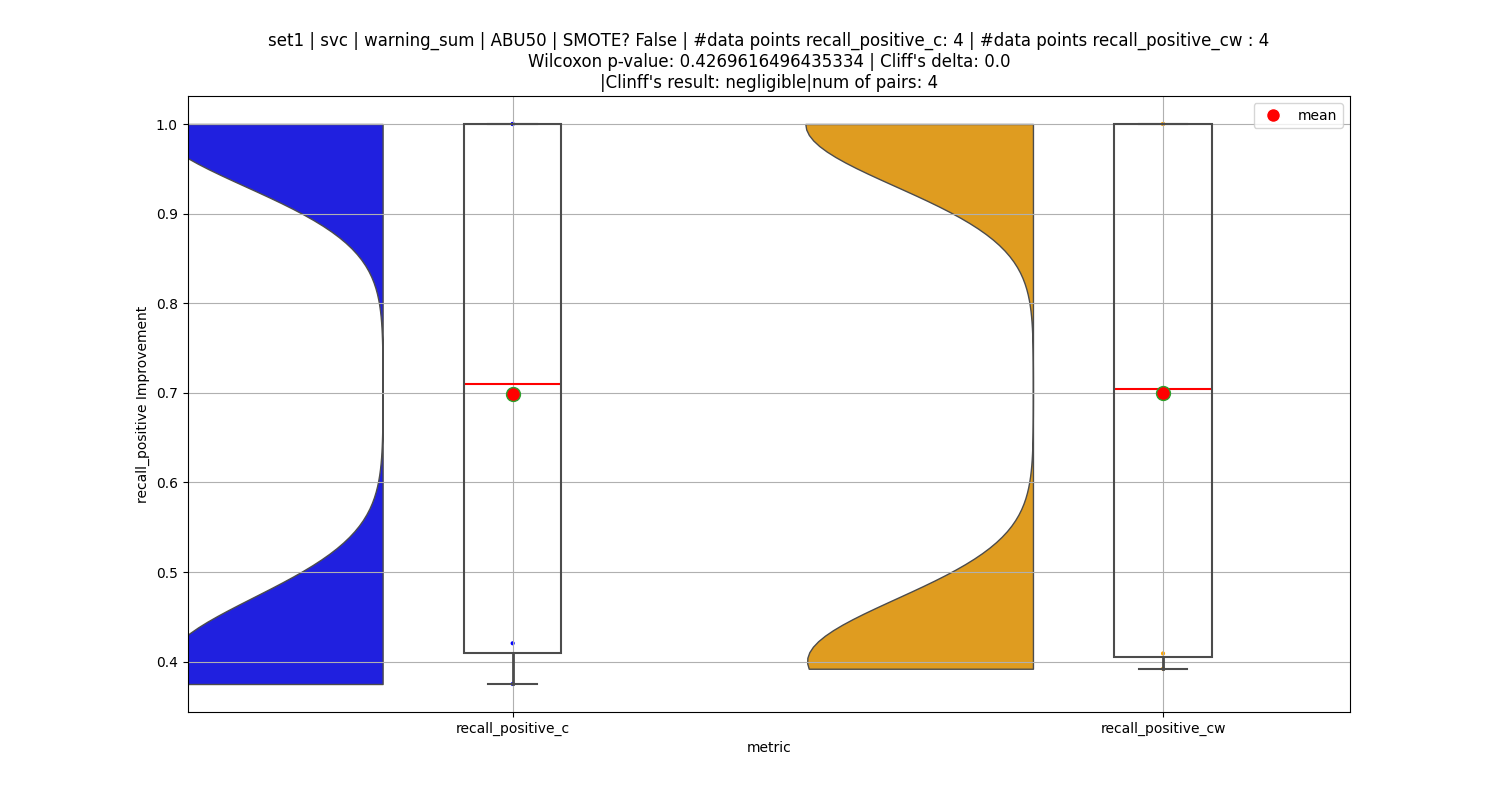 set1 | svc | warning_sum | ABU50 | SMOTE? False | #data points recall_positive_c: 4 | #data points recall_positive_cw : 4
Wilcoxon p-value: 0.4269616496435334 | Cliff's delta: 0.0
|Clinff's result: negligible|num of pairs: 4
mean
1.0
0.9
0.8
0.7
0.6
0.5
0.4
recall_positive Improvement
recall_positive_c
recall_positive_cw
metric